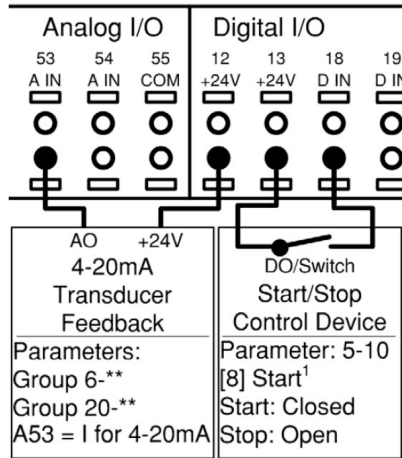 Analog I/O Digital I/O
53 54 55 12 13 18 19
A IN A IN COM +24V +24V D IN D IN
AO +24V
4-20mA
Transducer
Feedback
Parameters:
Group 6-**
Group 20-**
A53 = I for 4-20mA
DO/Switch
Start/Stop
Control Device
Parameter: 5-10
[8] Start¹
Start: Closed
Stop: Open